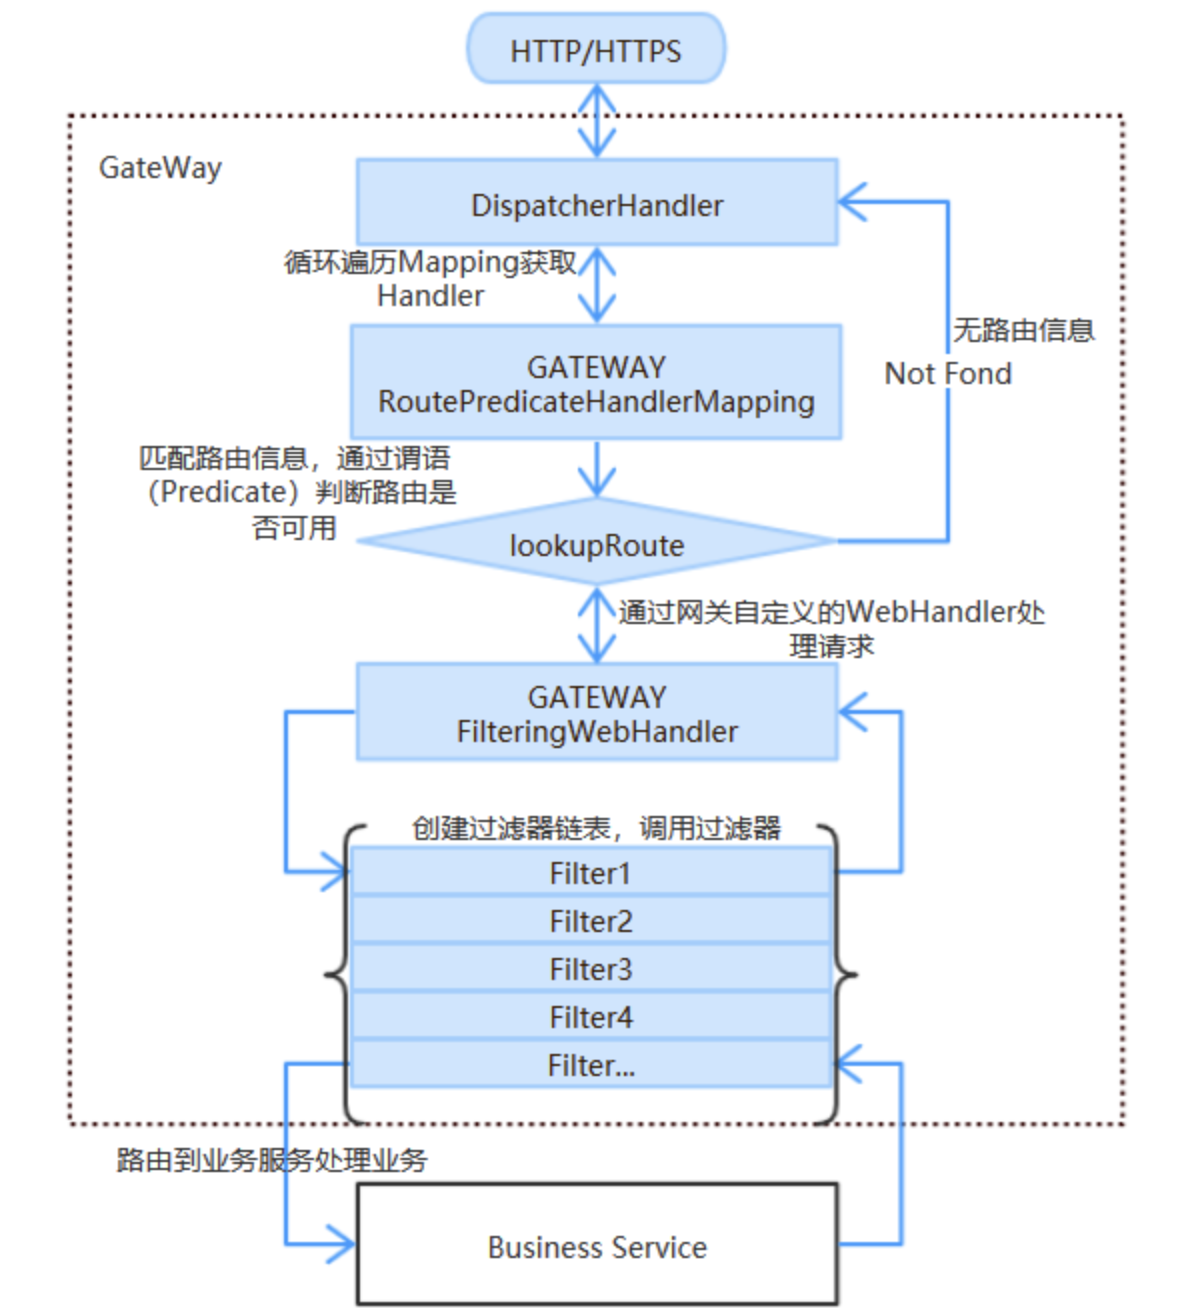 HTTP/HTTPS
GateWay
DispatcherHandler
循环遍历Mapping获取
Handler
无路由信息
Not Fond
GATEWAY
RoutePredicateHandlerMapping
匹配路由信息，通过谓语
（Predicate）判断路由是
否可用
lookupRoute
通过网关自定义的WebHandler处
理请求
GATEWAY
FilteringWebHandler
创建过滤器链表，调用过滤器
Filter1
Filter2
Filter3
Filter4
Filter...
路由到业务服务处理业务
Business Service